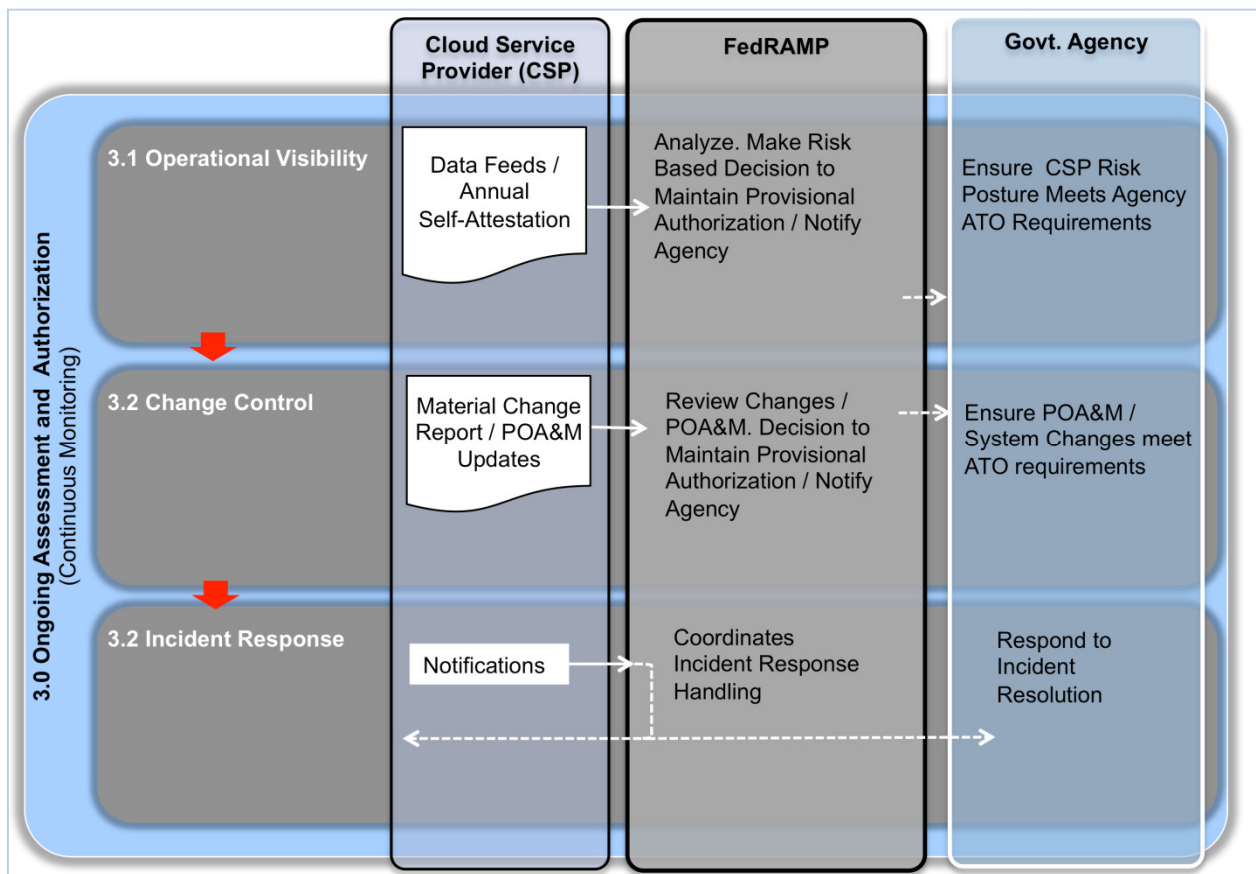 Cloud Service
Provider (CSP)
FedRAMP
Govt. Agency
3.0 Ongoing Assessment and Authorization
(Continuous Monitoring)
3.1 Operational Visibility
Data Feeds /
Annual
Self-Attestation
Analyze. Make Risk
Based Decision to
Maintain Provisional
Authorization / Notify
Agency
Ensure CSP Risk
Posture Meets Agency
ATO Requirements
3.2 Change Control
Material Change
Report / POA&M
Updates
Review Changes /
POA&M. Decision to
Maintain Provisional
Authorization / Notify
Agency
Ensure POA&M /
System Changes meet
ATO requirements
3.2 Incident Response
Notifications
Coordinates
Incident Response
Handling
Respond to
Incident
Resolution